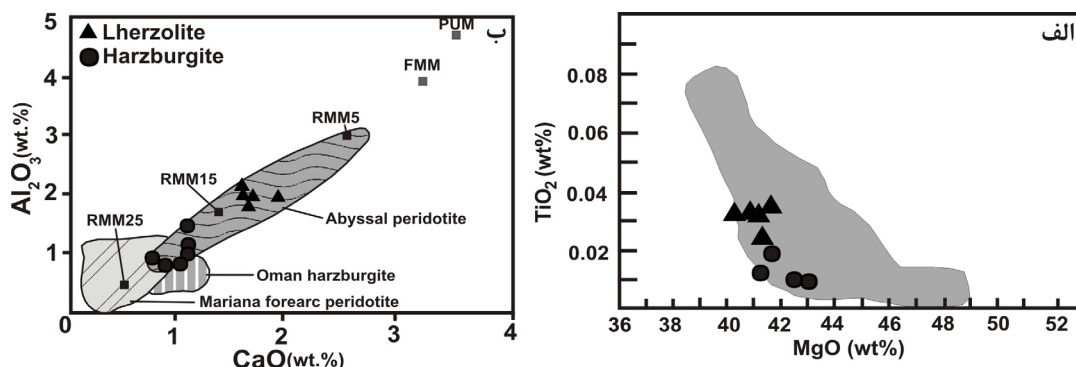 ب
Lherzolite
Harzburgite
PUM
FMM
RMM5
RMM15
RMM25
Abyssal peridotite
Oman harzburgite
Mariana forearc peridotite
5
4
3
2
1
0
1
2
3
4
Al2O3(wt.%)
CaO(wt.%)
الف
0.08
0.06
0.04
0.02
36
38
40
42
44
46
48
50
52
TiO2 (wt%)
MgO (wt%)